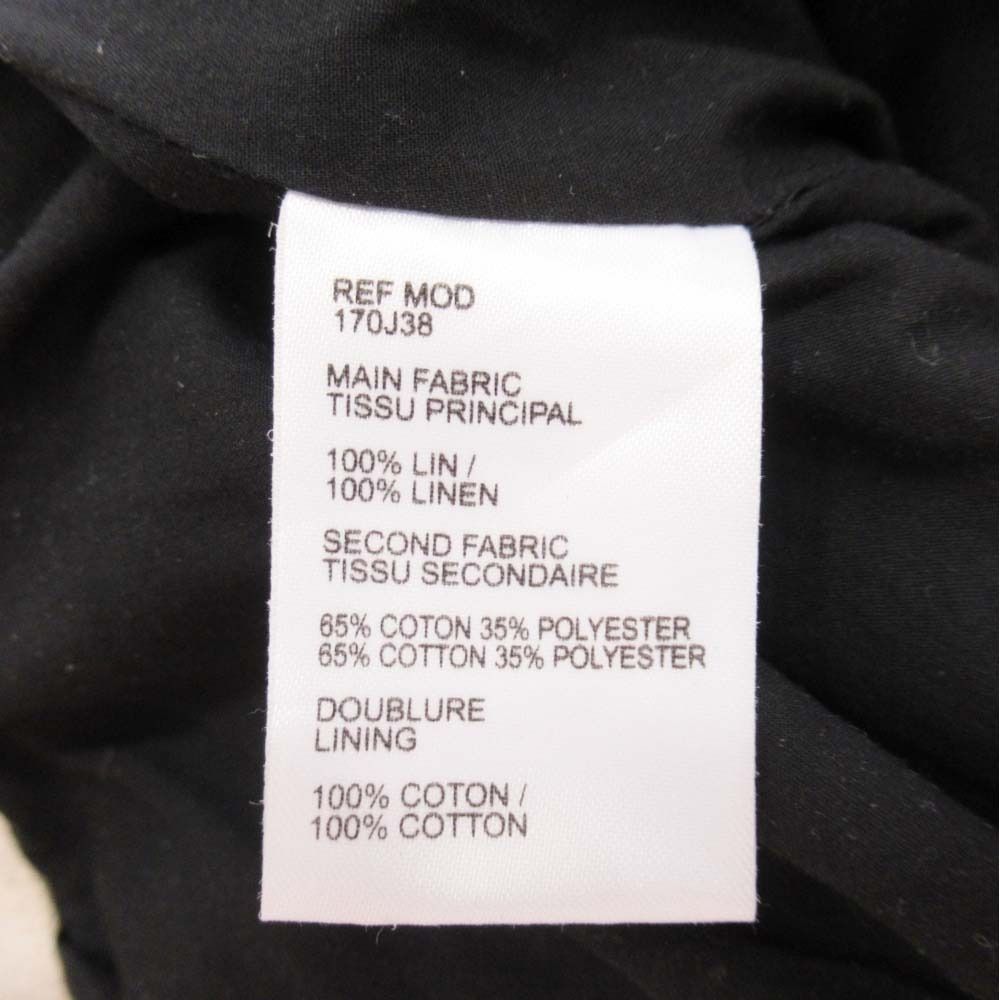 REF MOD
170J38
MAIN FABRIC
TISSU PRINCIPAL
100% LIN /
100% LINEN
SECOND FABRIC
TISSU SECONDAIRE
65% COTON 35% POLYESTER
65% COTTON 35% POLYESTER
DOUBLURE
LINING
100% COTON /
100% COTTON